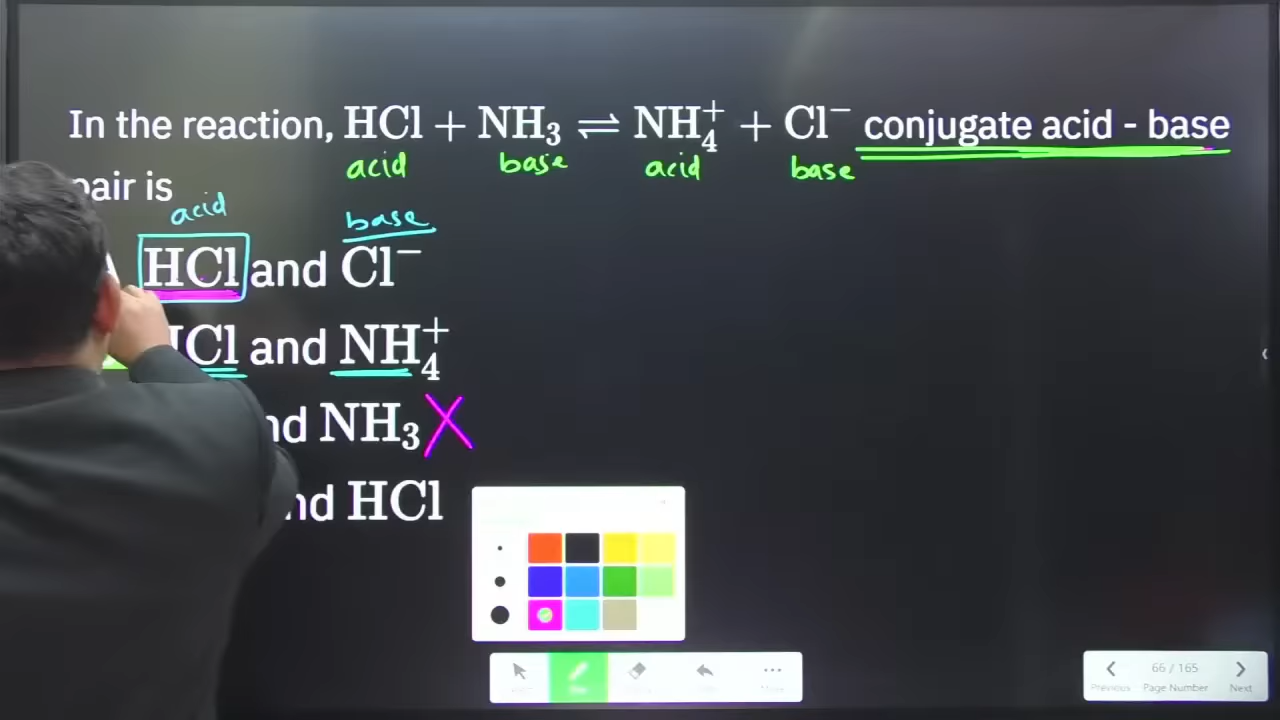 In the reaction, HCl + NH₃ ⇌ NH₄⁺ + Cl⁻ conjugate acid - base
acid base acid base
pair is
acid base
HCl and Cl⁻
Cl and NH₄⁺
nd NH₃
nd HCl
66 / 165
Previous Page Number Next